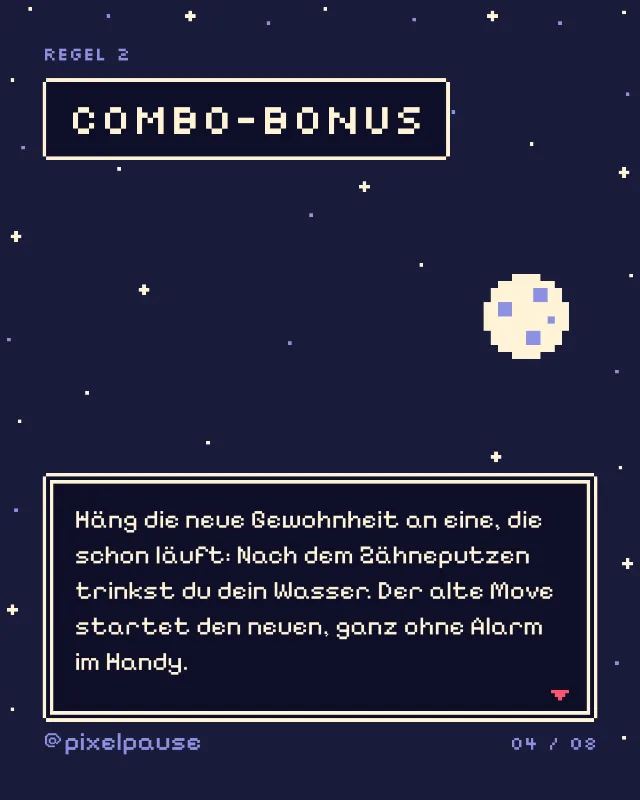 REGEL 2
COMBO-BONUS
Häng die neue Gewohnheit an eine, die
schon läuft: Nach dem Zähneputzen
trinkst du dein Wasser. Der alte Move
startet den neuen, ganz ohne Alarm
im Handy.
@pixelpause
04 / 08